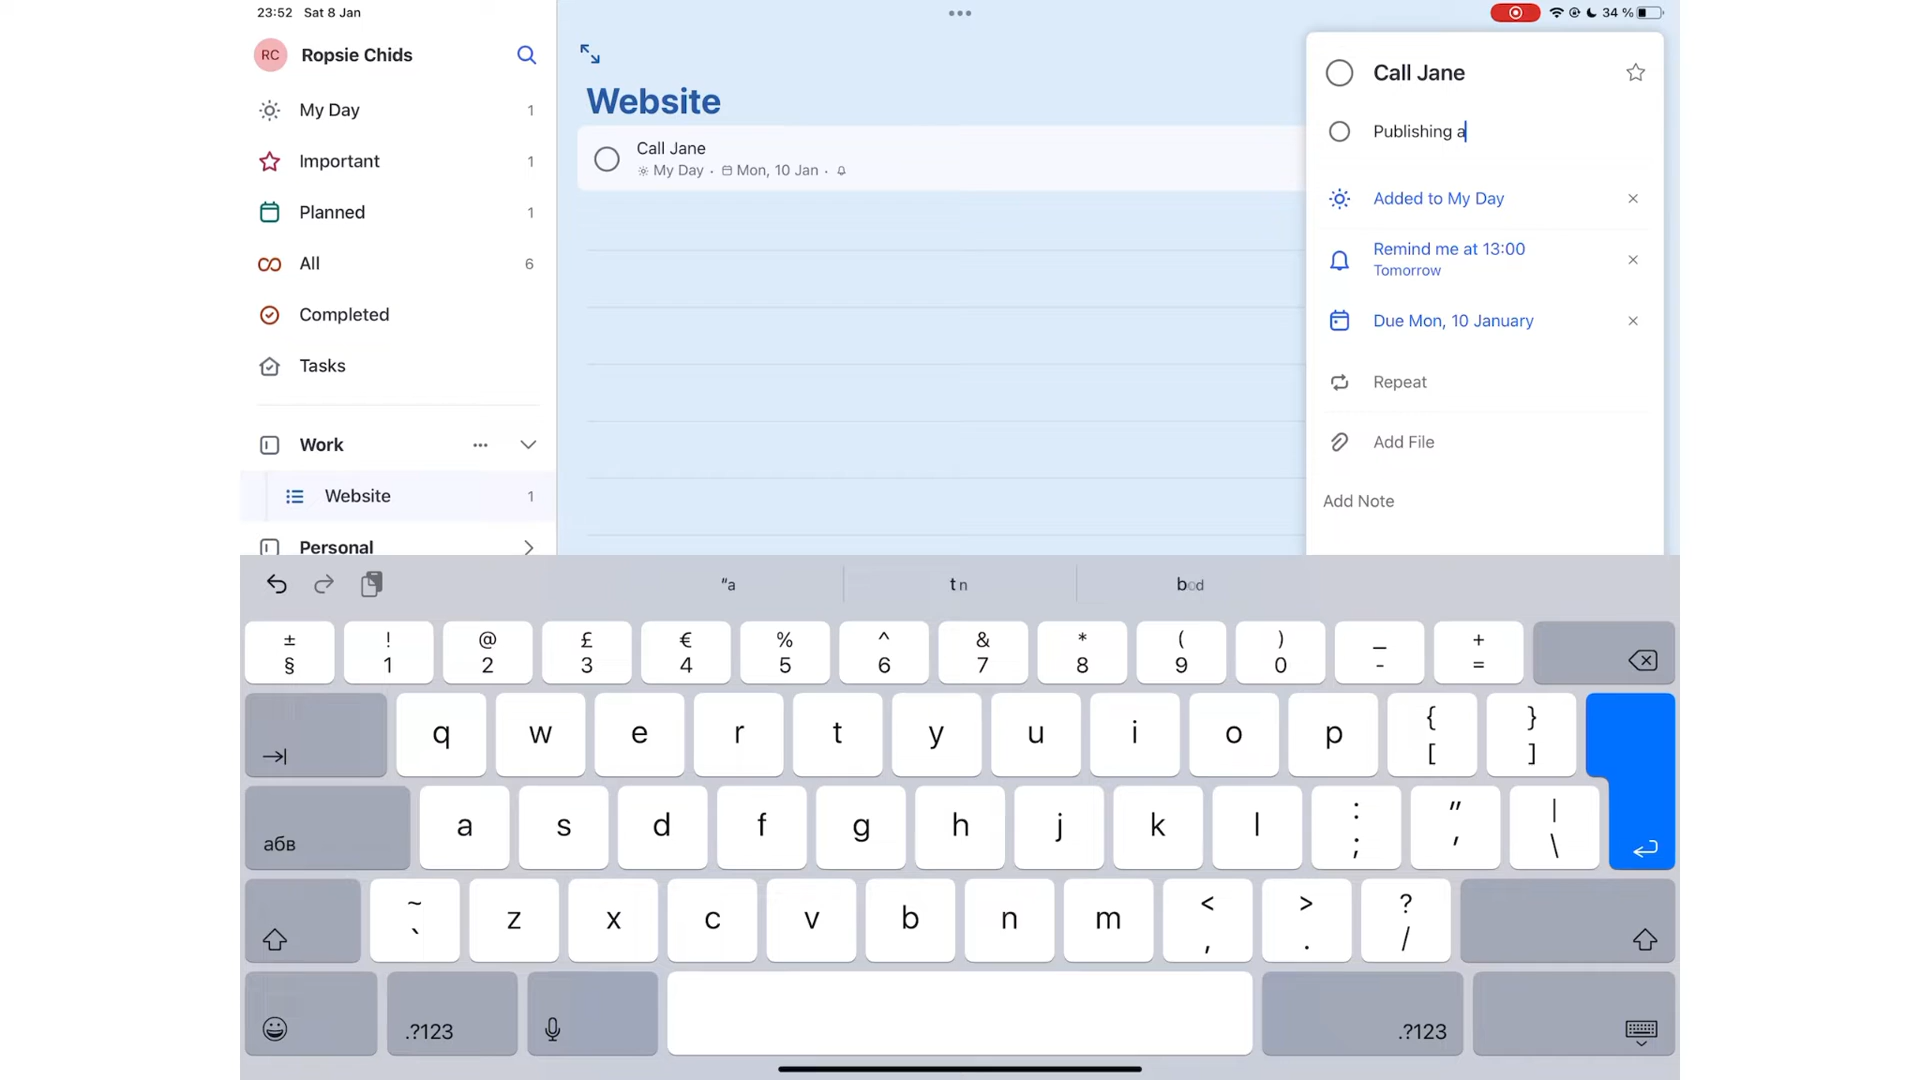 23:52 Sat 8 Jan
34 %
RC Ropsie Chids
My Day 1
Important 1
Planned 1
All 6
Completed
Tasks
Work
Website 1
Personal
Website
Call Jane
My Day · Mon, 10 Jan ·
Call Jane
Publishing a
Added to My Day
Remind me at 13:00
Tomorrow
Due Mon, 10 January
Repeat
Add File
Add Note
"a
± ! @ £ € % ^ & * ( ) _ +
§ 1 2 3 4 5 6 7 8 9 0 - =
q w e r t y u i o p { [ } ]
абв a s d f g h j k l : ; " ' | \
~ ` z x c v b n m < , > . ? /
.?123 .?123